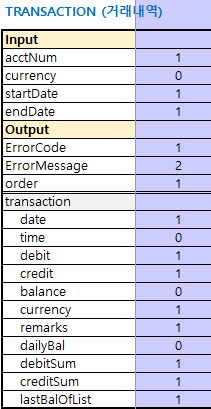 TRANSACTION (거래내역)
Input
acctNum 1
currency 0
startDate 1
endDate 1
Output
ErrorCode 1
ErrorMessage 2
order 1
transaction
date 1
time 0
debit 1
credit 1
balance 0
currency 1
remarks 1
dailyBal 0
debitSum 1
creditSum 1
lastBalOfList 1